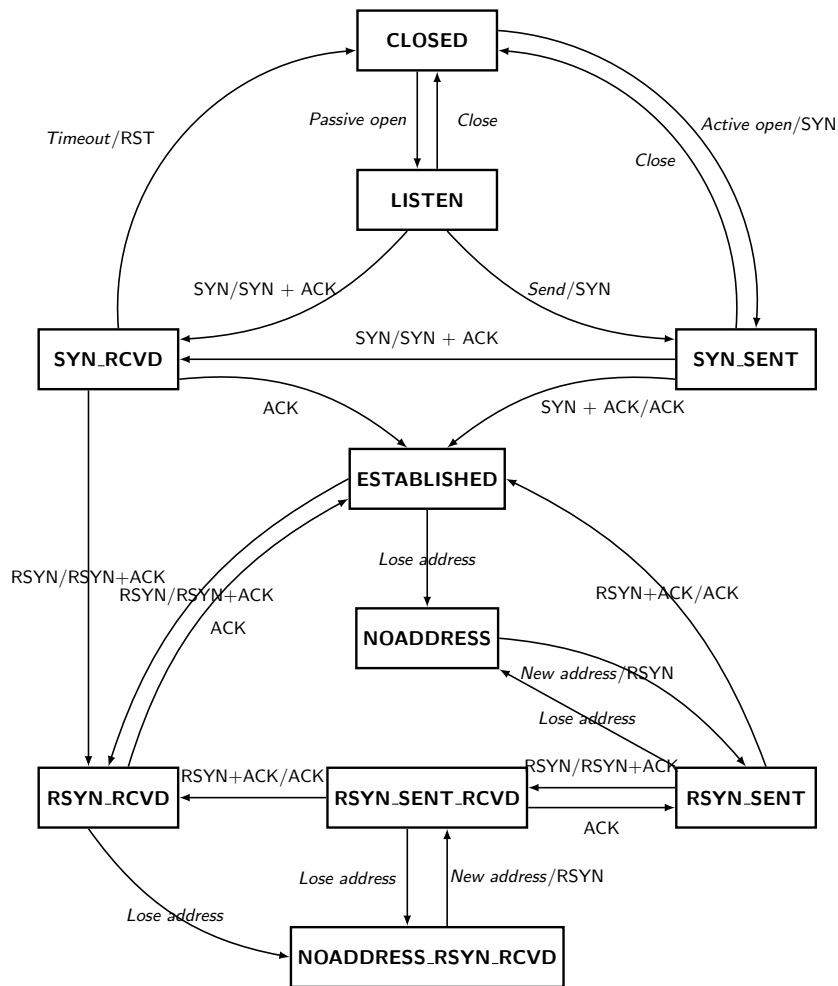 CLOSED
Passive open
Close
Timeout/RST
Active open/SYN
Close
LISTEN
SYN/SYN + ACK
Send/SYN
SYN/SYN + ACK
SYN_RCVD
SYN_SENT
ACK
SYN + ACK/ACK
ESTABLISHED
Lose address
RSYN/RSYN+ACK
RSYN/RSYN+ACK
RSYN+ACK/ACK
ACK
NOADDRESS
New address/RSYN
Lose address
RSYN+ACK/ACK
RSYN/RSYN+ACK
RSYN_RCVD
RSYN_SENT_RCVD
RSYN_SENT
ACK
Lose address
New address/RSYN
Lose address
NOADDRESS_RSYN_RCVD